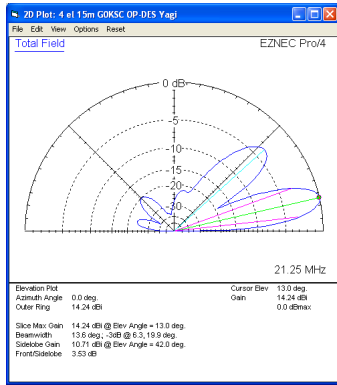 2D Plot: 4 el 15m G0KSC OP-DES Yagi
File Edit View Options Reset
Total Field EZNEC Pro/4
0 dB
-5
-10
-15
-20
-30
21.25 MHz
Elevation Plot Cursor Elev 13.0 deg.
Azimuth Angle 0.0 deg. Gain 14.24 dBi
Outer Ring 14.24 dBi 0.0 dBmax
Slice Max Gain 14.24 dBi @ Elev Angle = 13.0 deg.
Beamwidth 13.6 deg.; -3dB @ 6.3, 19.9 deg.
Sidelobe Gain 10.71 dBi @ Elev Angle = 42.0 deg.
Front/Sidelobe 3.53 dB